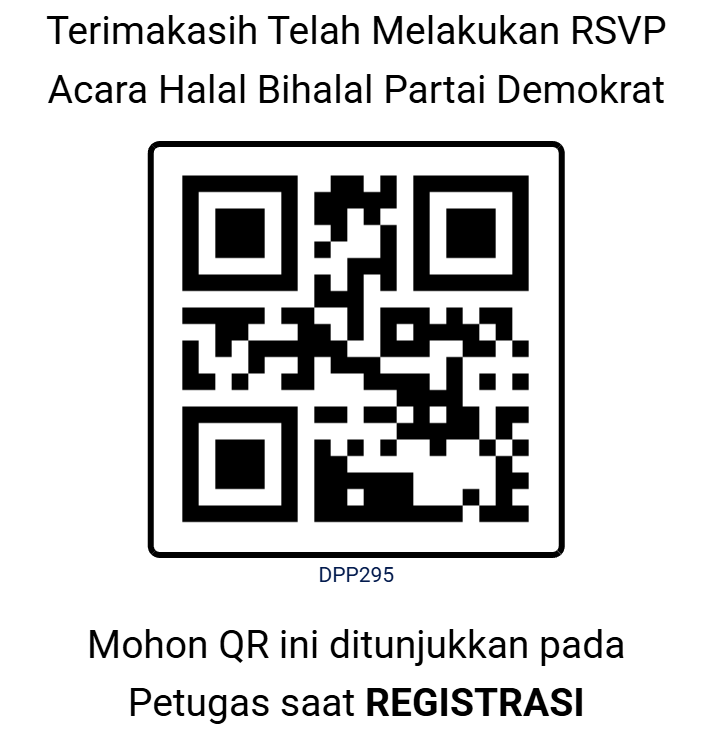 Terimakasih Telah Melakukan RSVP
Acara Halal Bihalal Partai Demokrat
DPP295
Mohon QR ini ditunjukkan pada
Petugas saat REGISTRASI